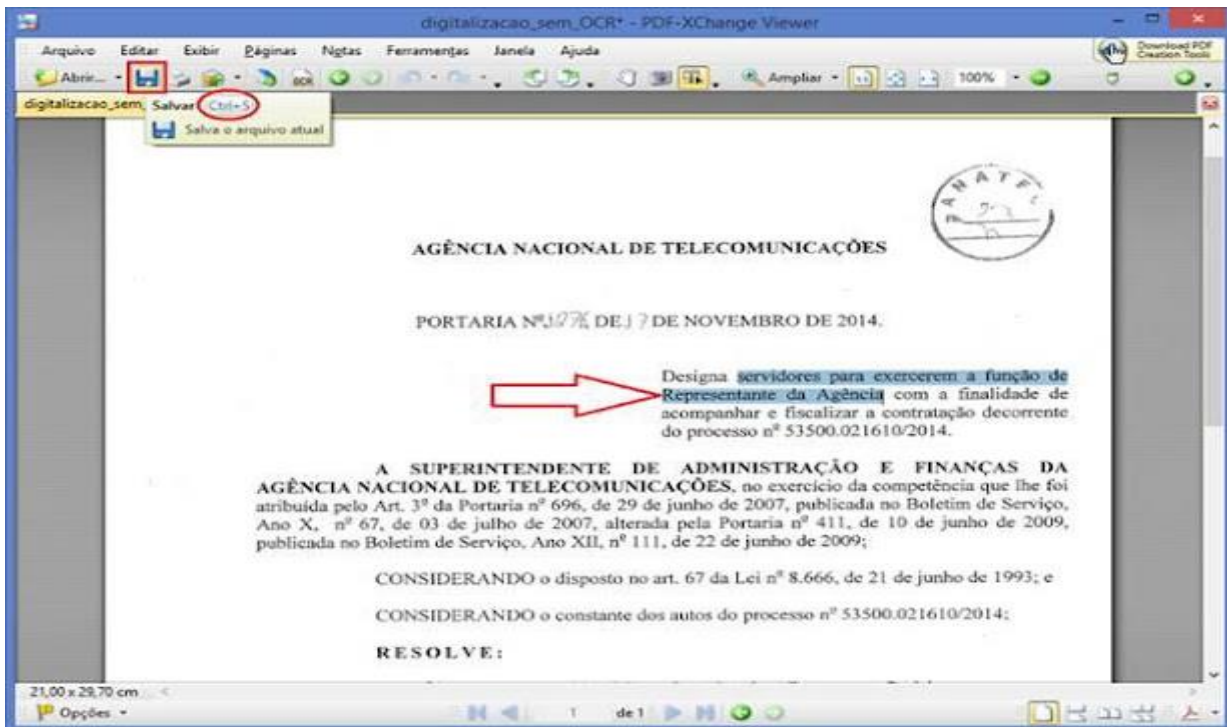 digitalizacao_sem_OCR* - PDF-XChange Viewer
Arquivo Editar Exibir Páginas Notas Ferramentas Janela Ajuda
Download PDF Creation Tools
Abrir... OCR Ampliar 100%
digitalizacao_sem_
Salvar Ctrl+S
Salva o arquivo atual
ANATEL
AGÊNCIA NACIONAL DE TELECOMUNICAÇÕES
PORTARIA Nº DE 17 DE NOVEMBRO DE 2014.
Designa servidores para exercerem a função de
Representante da Agência com a finalidade de
acompanhar e fiscalizar a contratação decorrente
do processo nº 53500.021610/2014.
A SUPERINTENDENTE DE ADMINISTRAÇÃO E FINANÇAS DA
AGÊNCIA NACIONAL DE TELECOMUNICAÇÕES, no exercício da competência que lhe foi
atribuída pelo Art. 3º da Portaria nº 696, de 29 de junho de 2007, publicada no Boletim de Serviço,
Ano X, nº 67, de 03 de julho de 2007, alterada pela Portaria nº 411, de 10 de junho de 2009,
publicada no Boletim de Serviço, Ano XII, nº 111, de 22 de junho de 2009;
CONSIDERANDO o disposto no art. 67 da Lei nº 8.666, de 21 de junho de 1993; e
CONSIDERANDO o constante dos autos do processo nº 53500.021610/2014;
RESOLVE:
21,00 x 29,70 cm
Opções 1 de 1